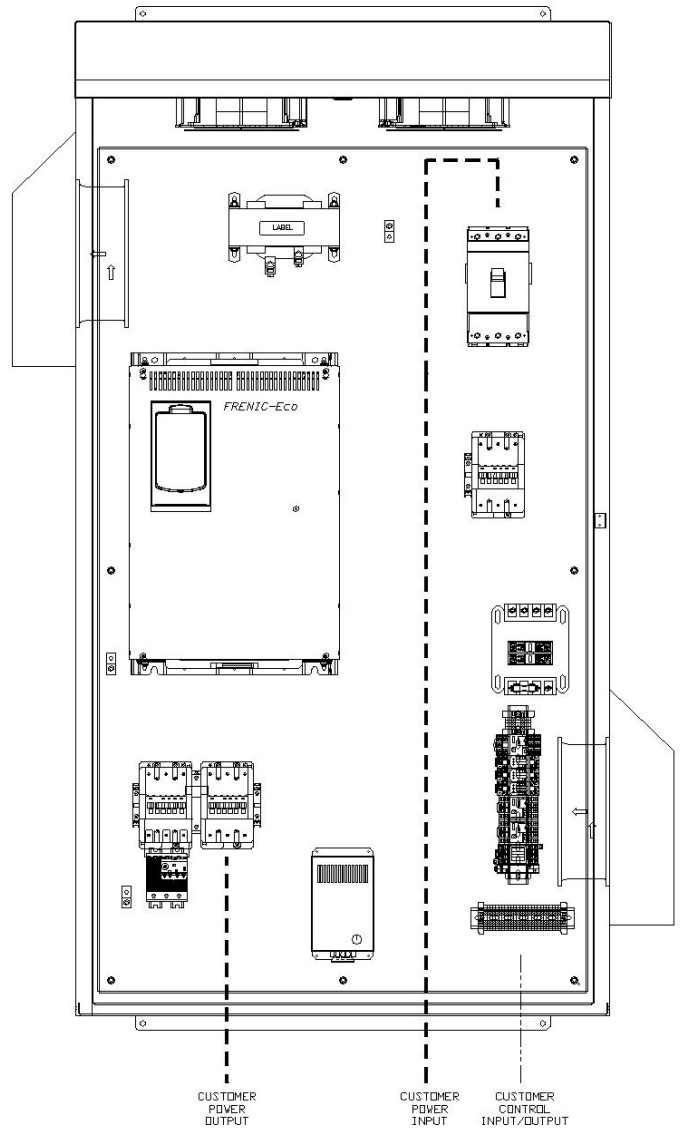 LABEL
FRENIC-Eco
CUSTOMER
POWER
OUTPUT
CUSTOMER
POWER
INPUT
CUSTOMER
CONTROL
INPUT/OUTPUT